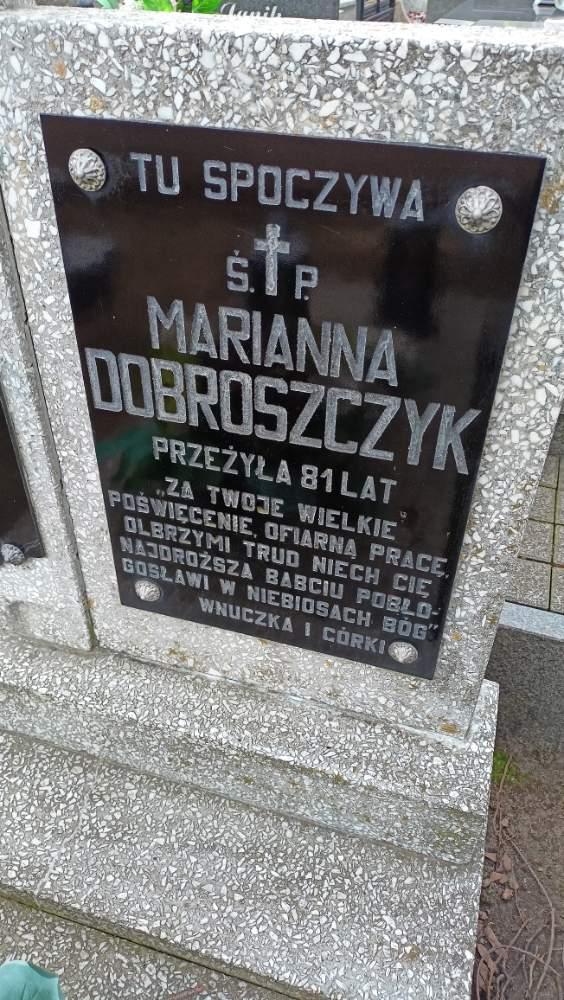 TU SPOCZYWA
Ś. P.
MARIANNA
DOBROSZCZYK
PRZEŻYŁA 81 LAT
"ZA TWOJE WIELKIE
POŚWIĘCENIE, OFIARNĄ PRACĘ,
OLBRZYMI TRUD NIECH CIĘ
NAJDROŻSZA BABCIU POBŁO-
GOSŁAWI W NIEBIOSACH BÓG"
WNUCZKA I CÓRKI